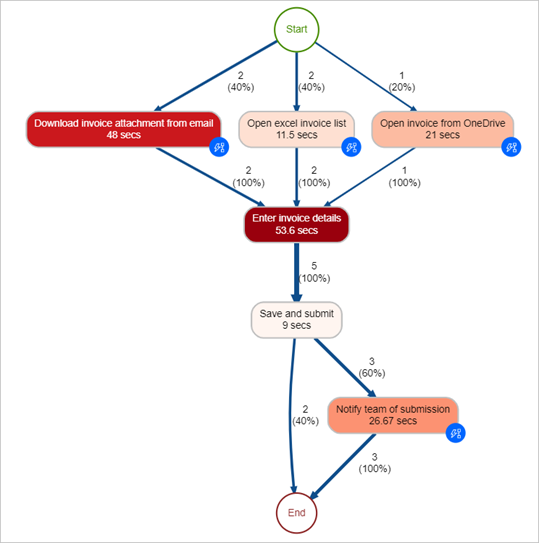 Start
2
(40%)
2
(40%)
1
(20%)
Download invoice attachment from email
48 secs
Open excel invoice list
11.5 secs
Open invoice from OneDrive
21 secs
2
(100%)
2
(100%)
1
(100%)
Enter invoice details
53.6 secs
5
(100%)
Save and submit
9 secs
3
(60%)
2
(40%)
Notify team of submission
26.67 secs
3
(100%)
End